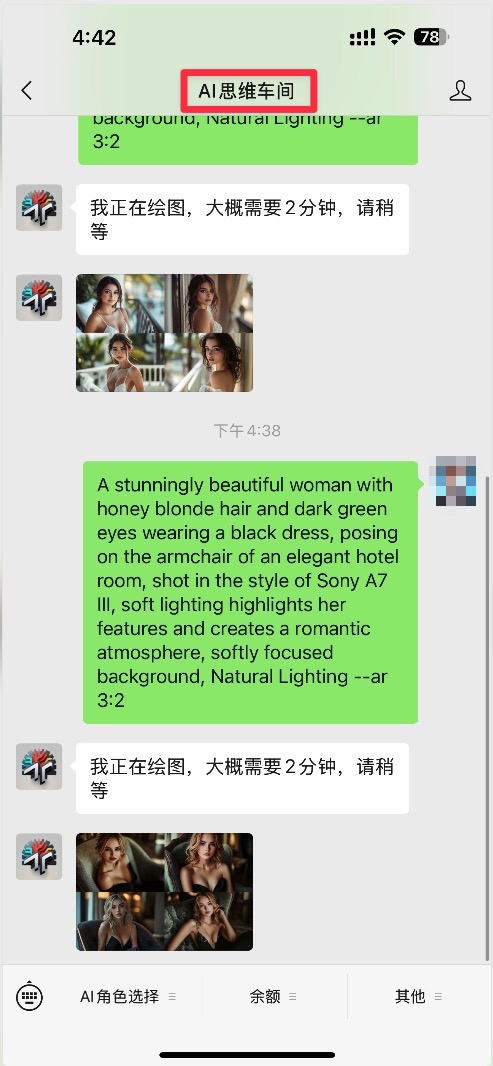 4:42
78
AI思维车间
background, Natural Lighting --ar
3:2
我正在绘图，大概需要2分钟，请稍
等
下午4:38
A stunningly beautiful woman with
honey blonde hair and dark green
eyes wearing a black dress, posing
on the armchair of an elegant hotel
room, shot in the style of Sony A7
III, soft lighting highlights her
features and creates a romantic
atmosphere, softly focused
background, Natural Lighting --ar
3:2
我正在绘图，大概需要2分钟，请稍
等
AI角色选择
余额
其他